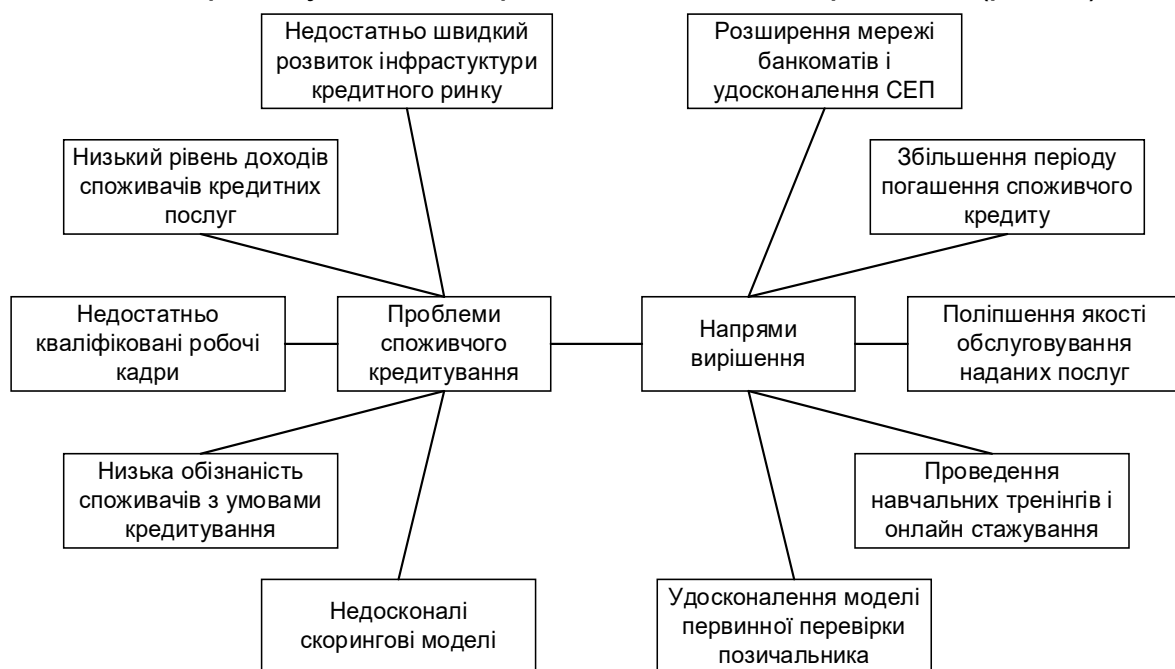 Недостатньо швидкий
розвиток інфраструктури
кредитного ринку
Розширення мережі
банкоматів і
удосконалення СЕП
Низький рівень доходів
споживачів кредитних
послуг
Збільшення періоду
погашення споживчого
кредиту
Недостатньо
кваліфіковані робочі
кадри
Проблеми
споживчого
кредитування
Напрями
вирішення
Поліпшення якості
обслуговування
наданих послуг
Низька обізнаність
споживачів з умовами
кредитування
Проведення
навчальних тренінгів і
онлайн стажування
Недосконалі
скорингові моделі
Удосконалення моделі
первинної перевірки
позичальника